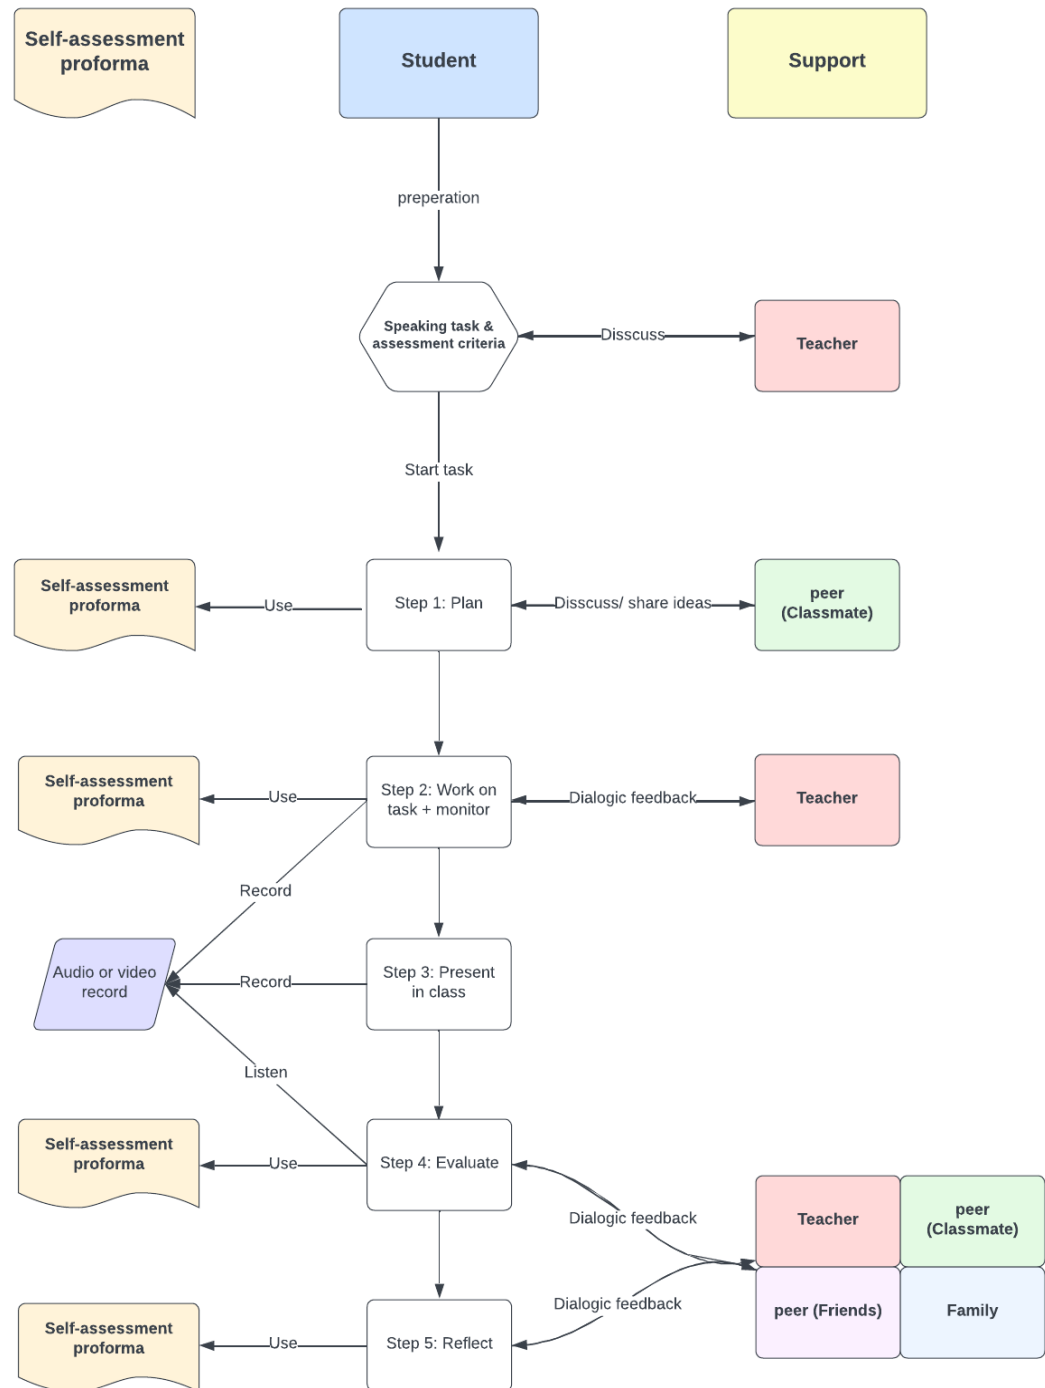 Self-assessment
proforma
Student
Support
preperation
Speaking task &
assessment criteria
Disscuss
Teacher
Start task
Self-assessment
proforma
Use
Step 1: Plan
Disscuss/ share ideas
peer
(Classmate)
Self-assessment
proforma
Use
Step 2: Work on
task + monitor
Dialogic feedback
Teacher
Record
Audio or video
record
Record
Step 3: Present
in class
Listen
Self-assessment
proforma
Use
Step 4: Evaluate
Dialogic feedback
Teacher
peer
(Classmate)
Dialogic feedback
peer (Friends)
Family
Self-assessment
proforma
Use
Step 5: Reflect